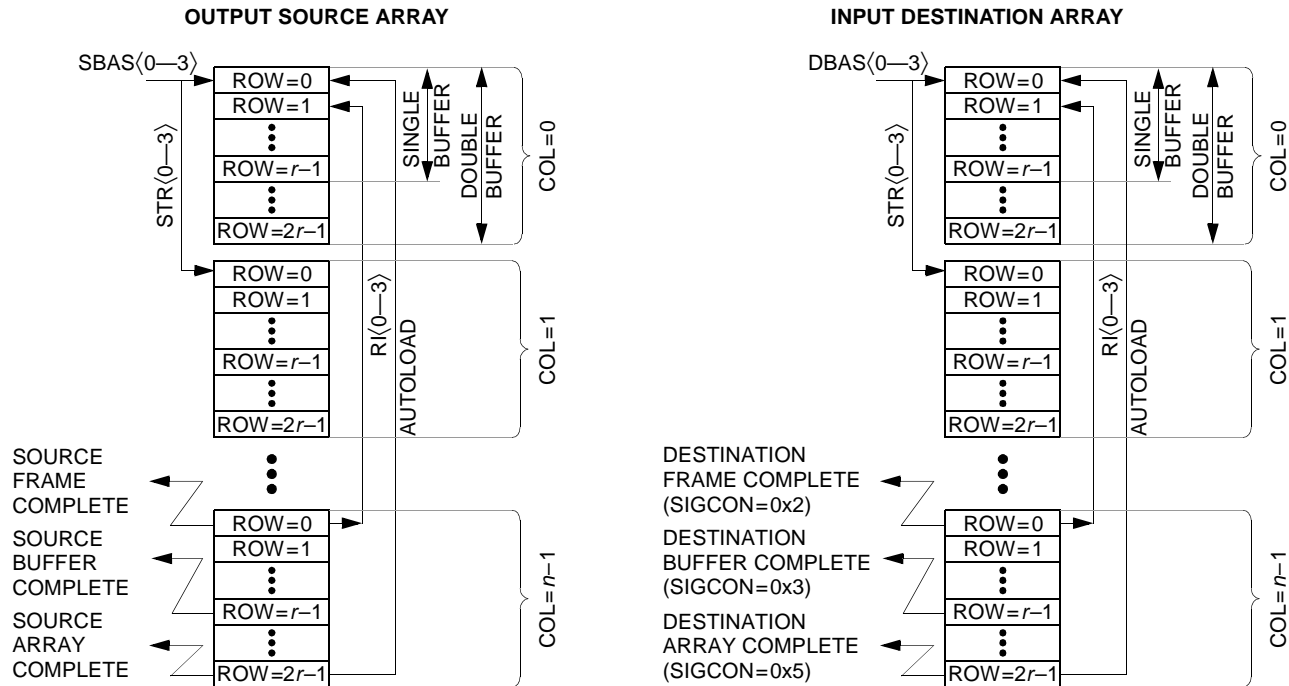 OUTPUT SOURCE ARRAY
SBAS⟨0—3⟩
STR⟨0—3⟩
ROW=0
ROW=1
ROW=r–1
ROW=2r–1
SINGLE
BUFFER
DOUBLE
BUFFER
COL=0
ROW=0
ROW=1
ROW=r–1
ROW=2r–1
RI⟨0—3⟩
AUTOLOAD
COL=1
SOURCE
FRAME
COMPLETE
SOURCE
BUFFER
COMPLETE
SOURCE
ARRAY
COMPLETE
ROW=0
ROW=1
ROW=r–1
ROW=2r–1
COL=n–1
INPUT DESTINATION ARRAY
DBAS⟨0—3⟩
STR⟨0—3⟩
ROW=0
ROW=1
ROW=r–1
ROW=2r–1
SINGLE
BUFFER
DOUBLE
BUFFER
COL=0
ROW=0
ROW=1
ROW=r–1
ROW=2r–1
RI⟨0—3⟩
AUTOLOAD
COL=1
DESTINATION
FRAME COMPLETE
(SIGCON=0x2)
DESTINATION
BUFFER COMPLETE
(SIGCON=0x3)
DESTINATION
ARRAY COMPLETE
(SIGCON=0x5)
ROW=0
ROW=1
ROW=r–1
ROW=2r–1
COL=n–1